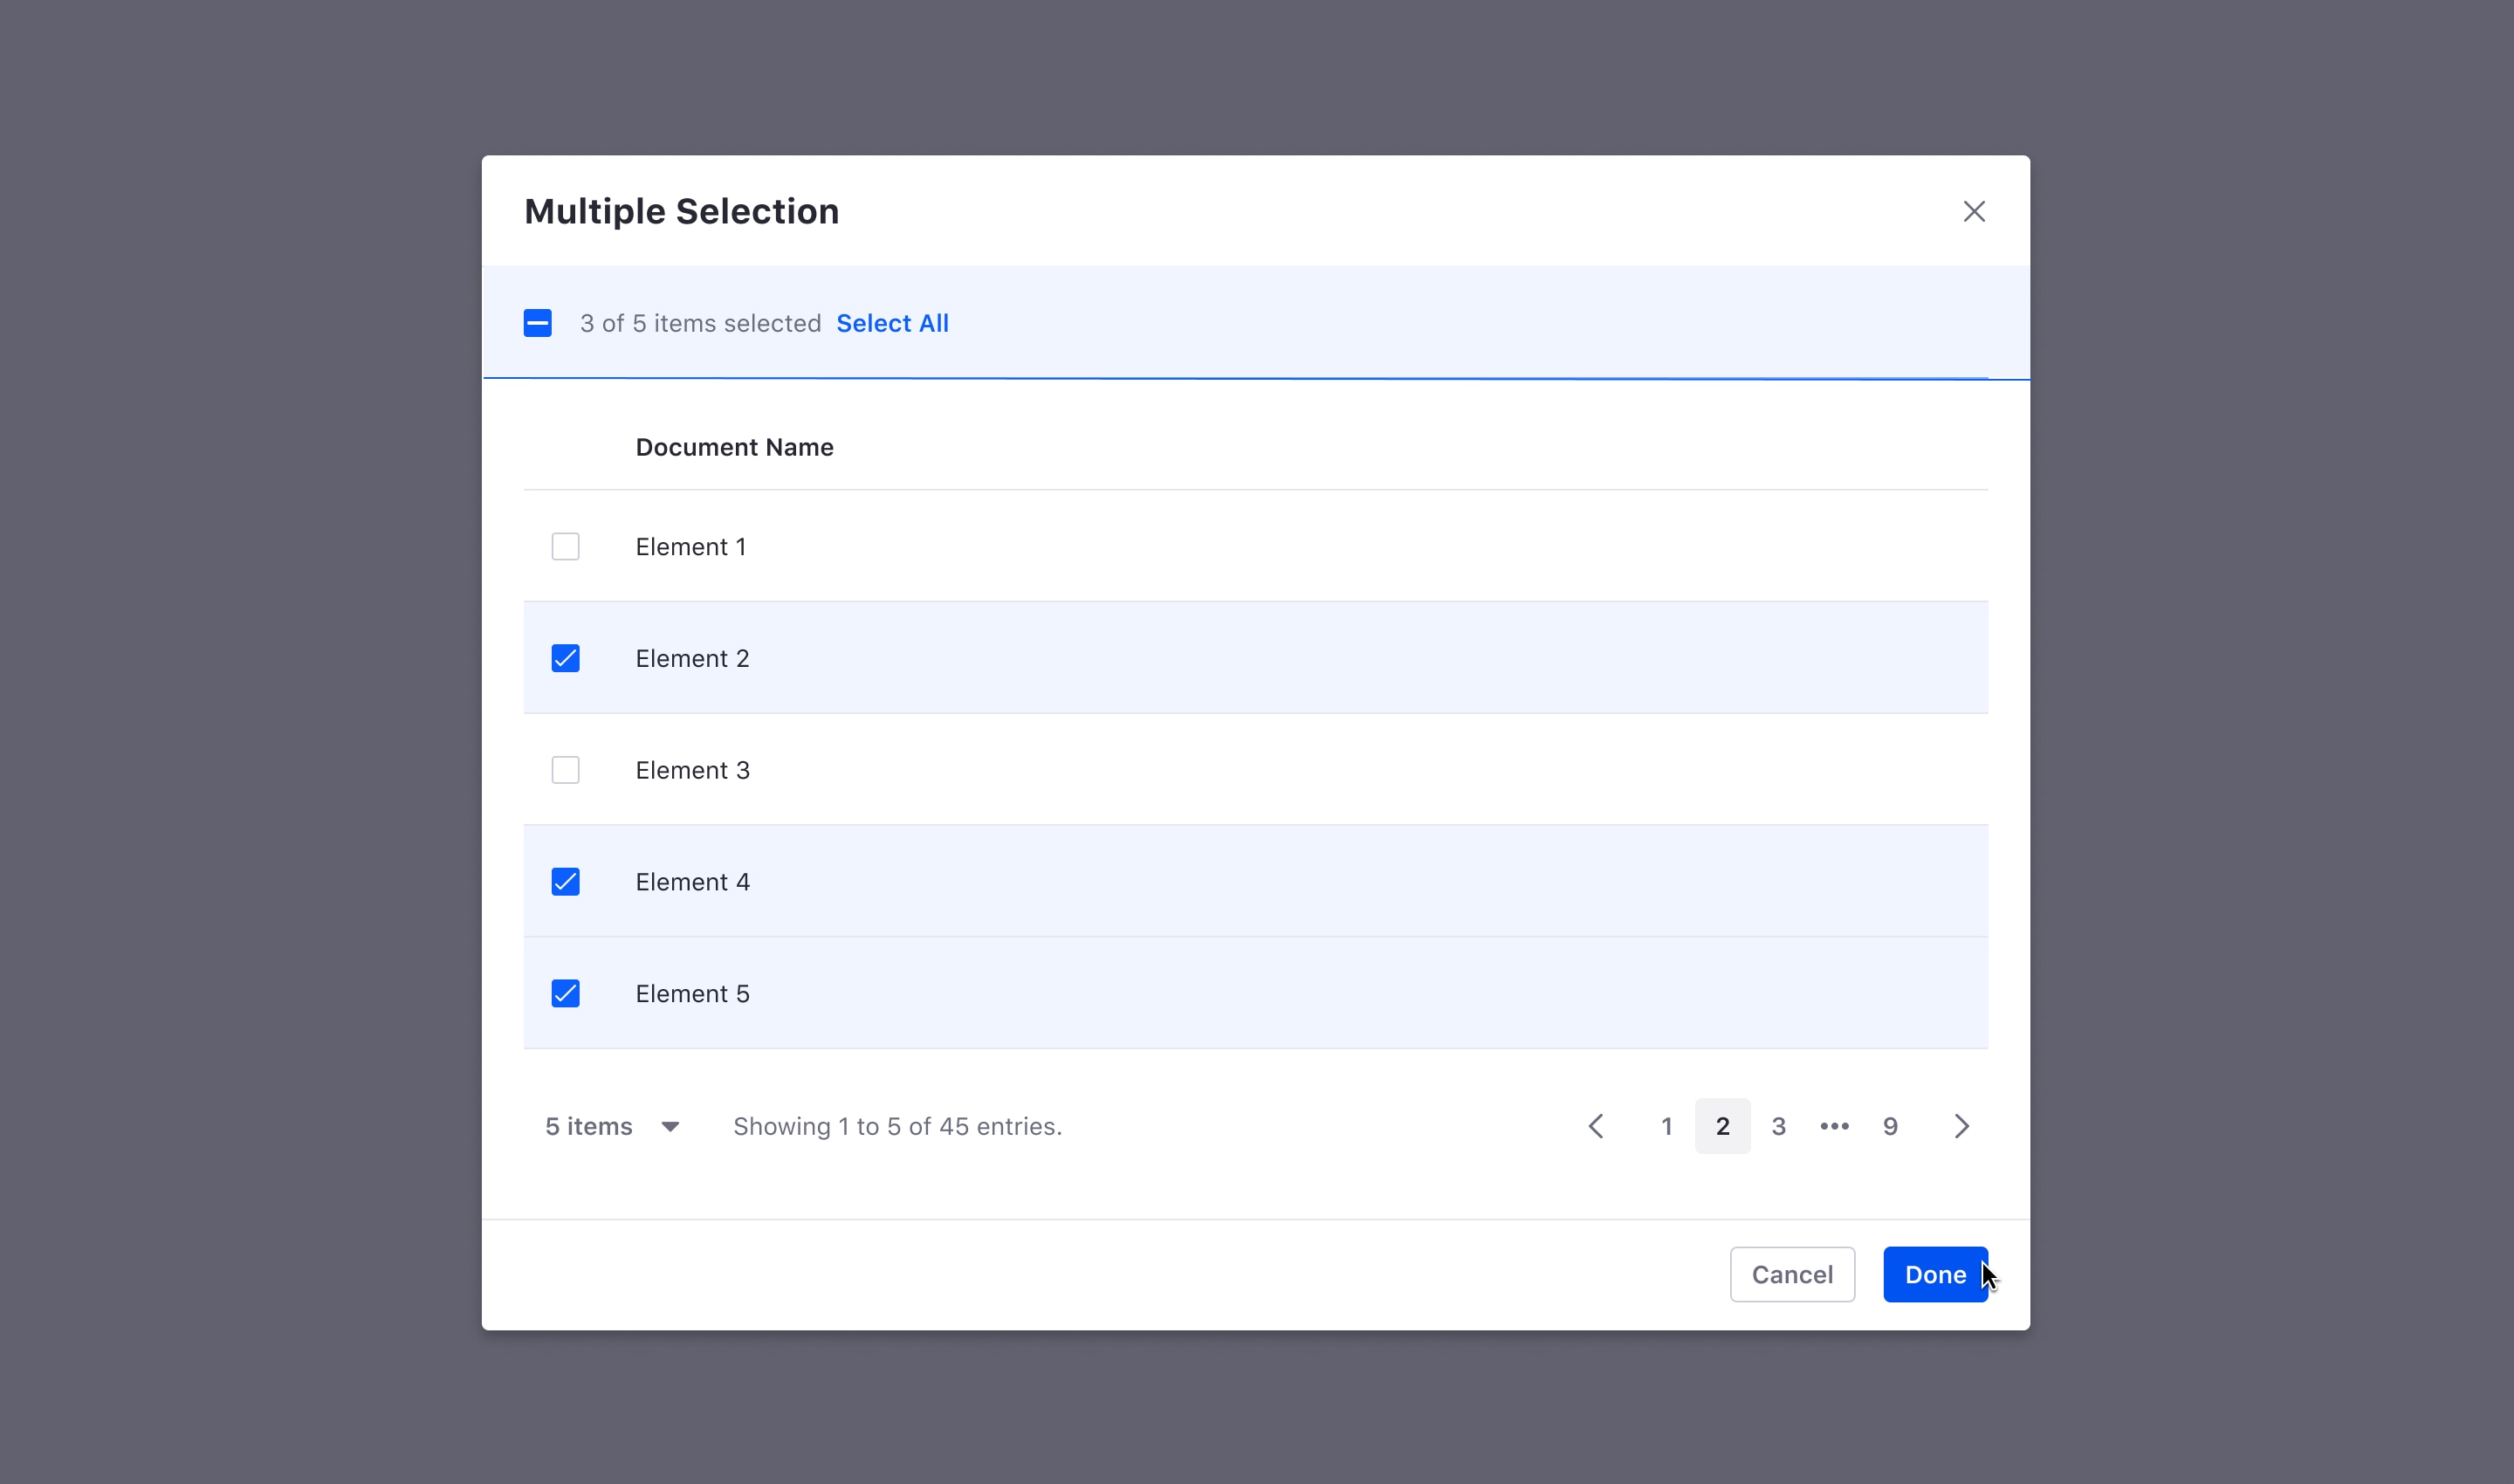 Multiple Selection
3 of 5 items selected Select All
Document Name
Element 1
Element 2
Element 3
Element 4
Element 5
5 items Showing 1 to 5 of 45 entries. 1 2 3 ••• 9
Cancel Done